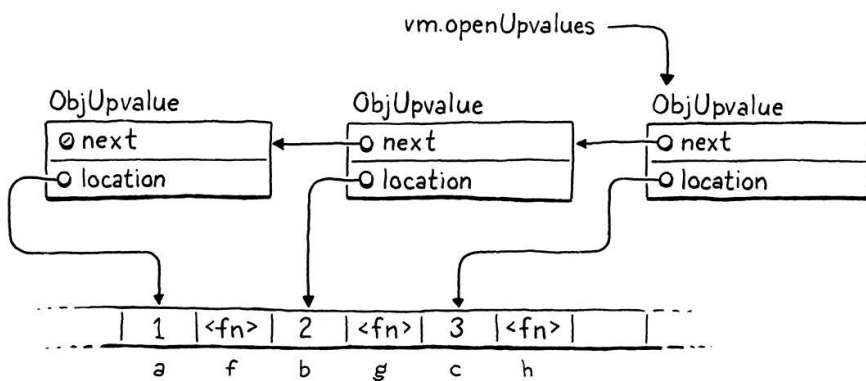 vm.openUpvalues
ObjUpvalue ObjUpvalue ObjUpvalue
next next next
location location location
1 <fn> 2 <fn> 3 <fn>
a f b g c h